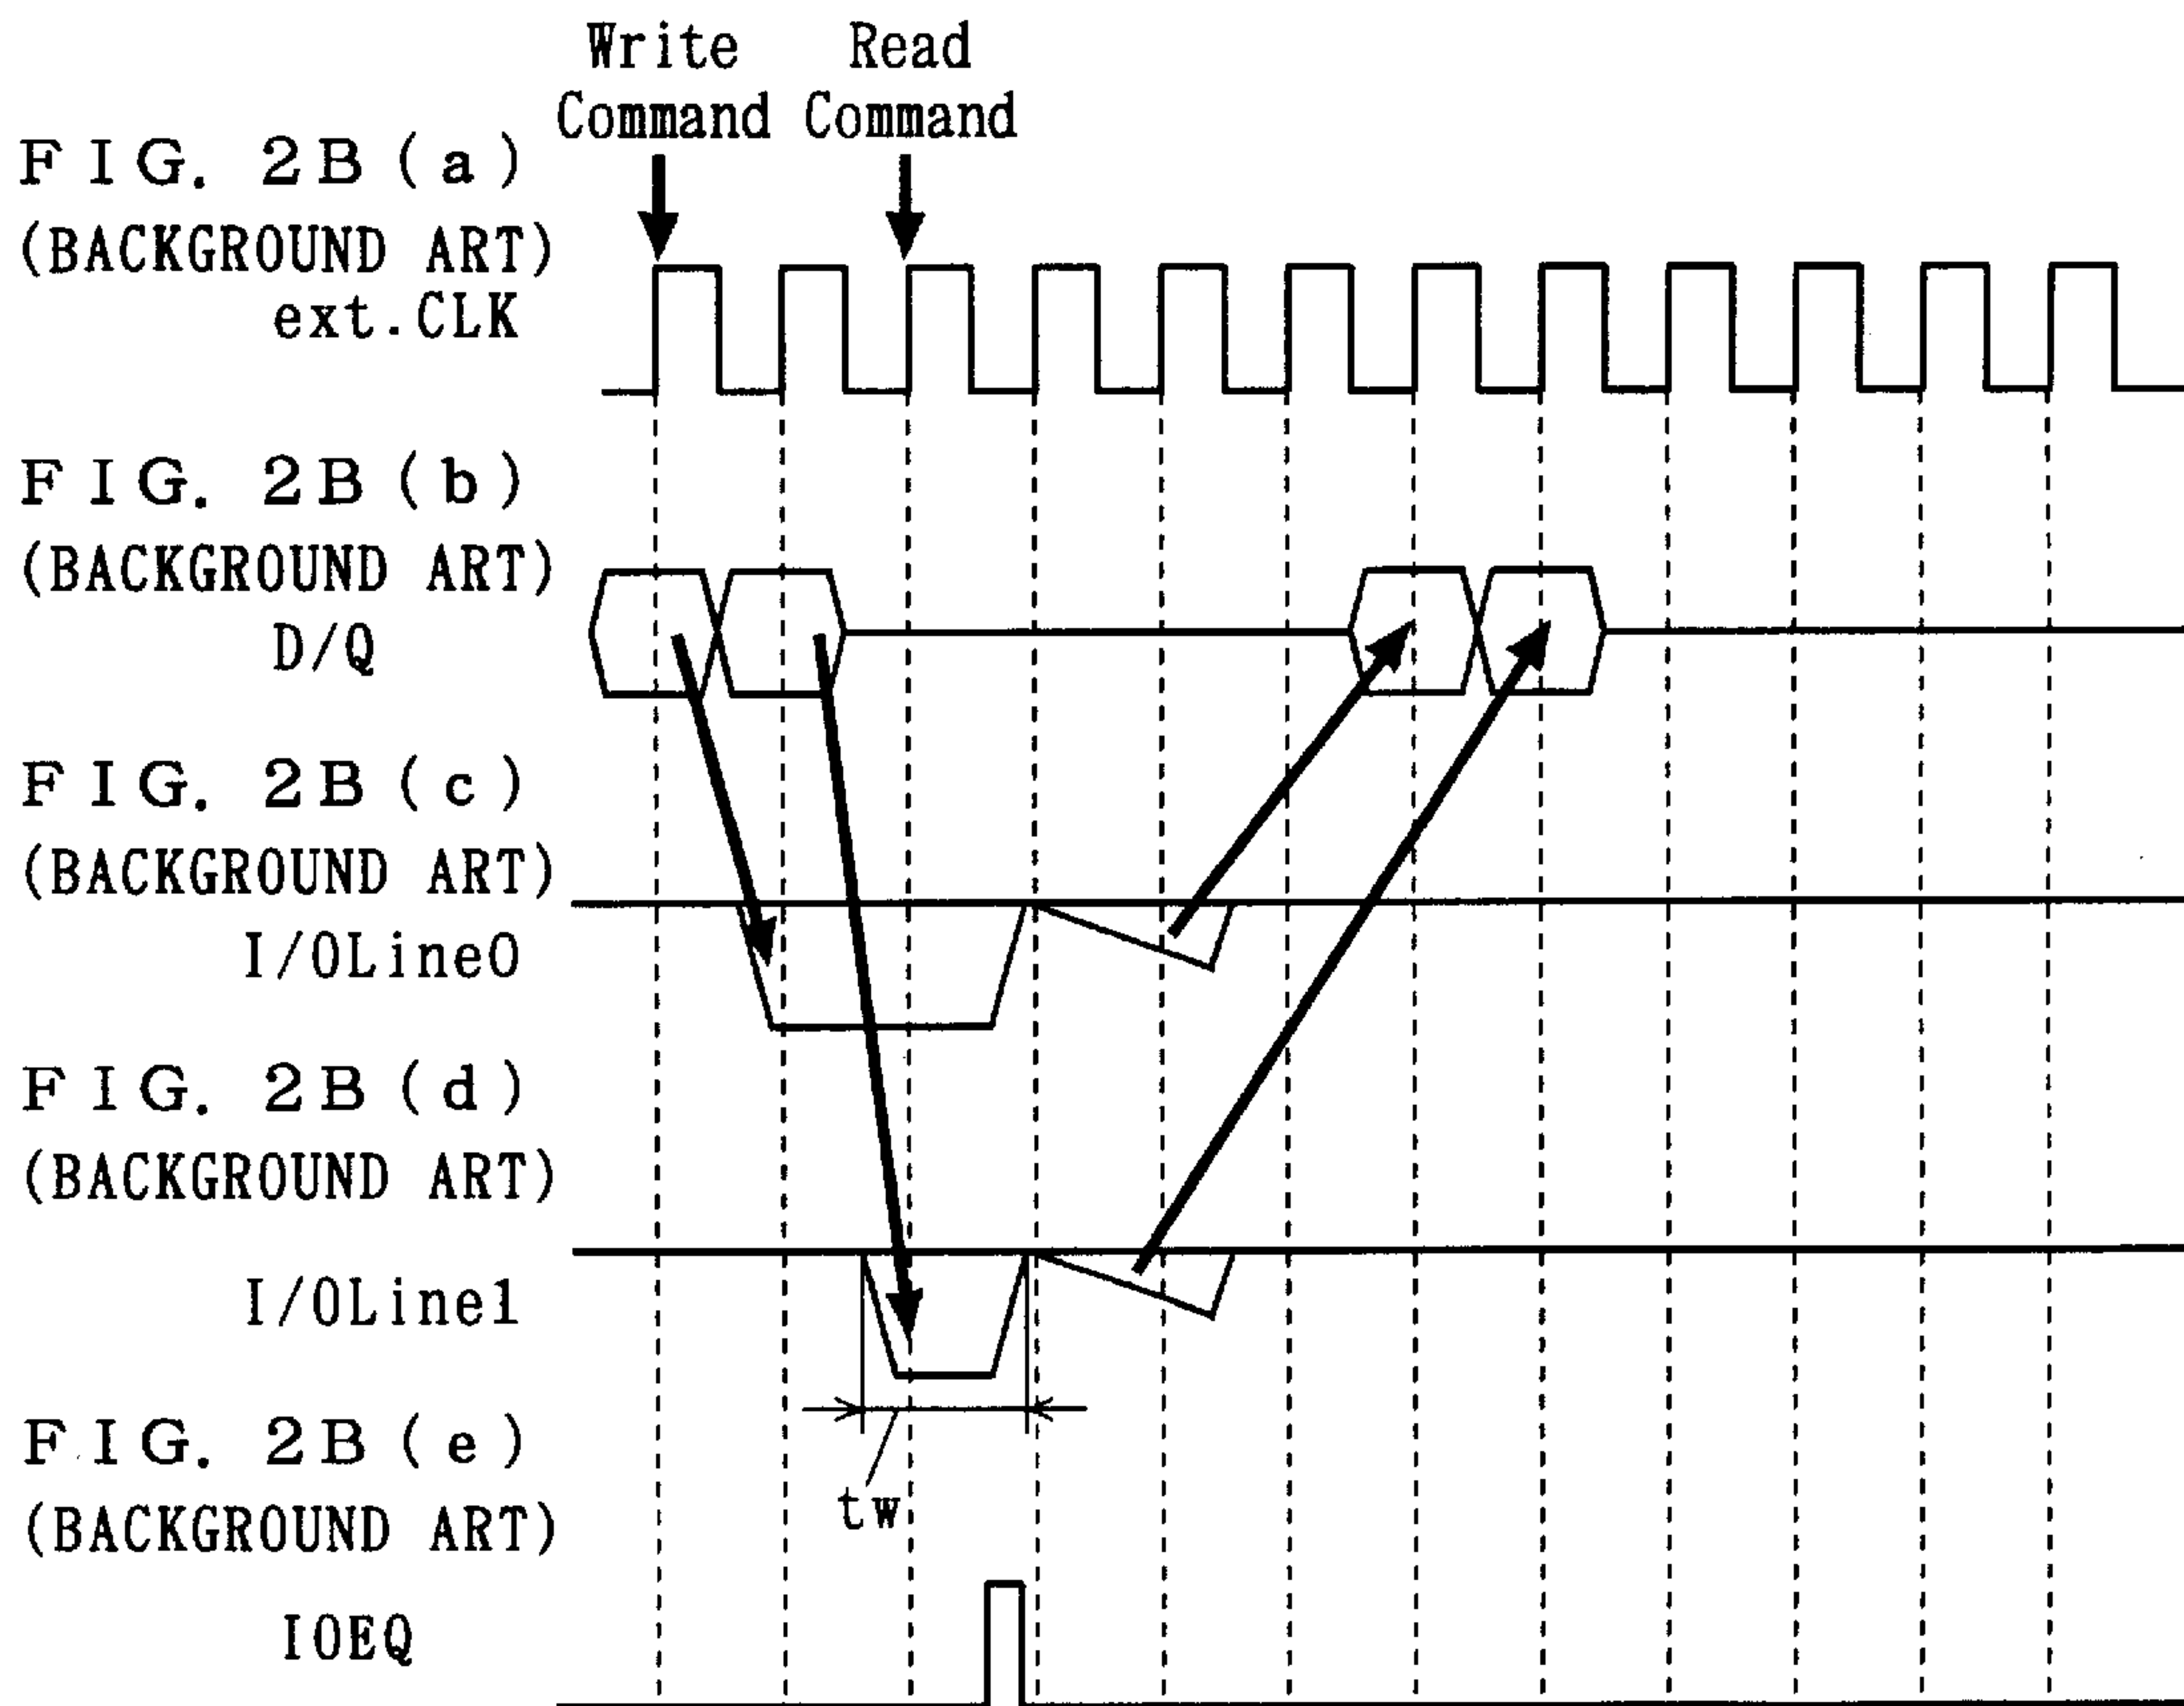 Write Read
Command Command
FIG. 2B(a)
(BACKGROUND ART)
ext.CLK
FIG. 2B(b)
(BACKGROUND ART)
D/Q
FIG. 2B(c)
(BACKGROUND ART)
I/OLine0
FIG. 2B(d)
(BACKGROUND ART)
I/OLine1
FIG. 2B(e)
(BACKGROUND ART)
tw
IOEQ